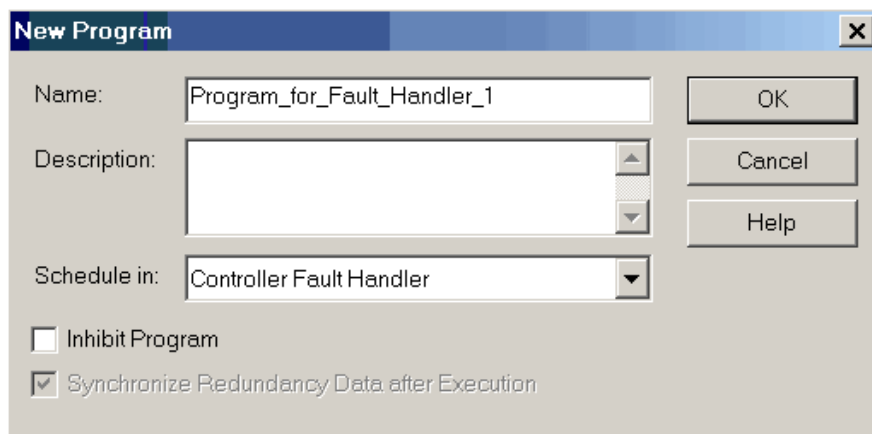 New Program
Name: Program_for_Fault_Handler_1 OK
Description: Cancel
Help
Schedule in: Controller Fault Handler
Inhibit Program
Synchronize Redundancy Data after Execution